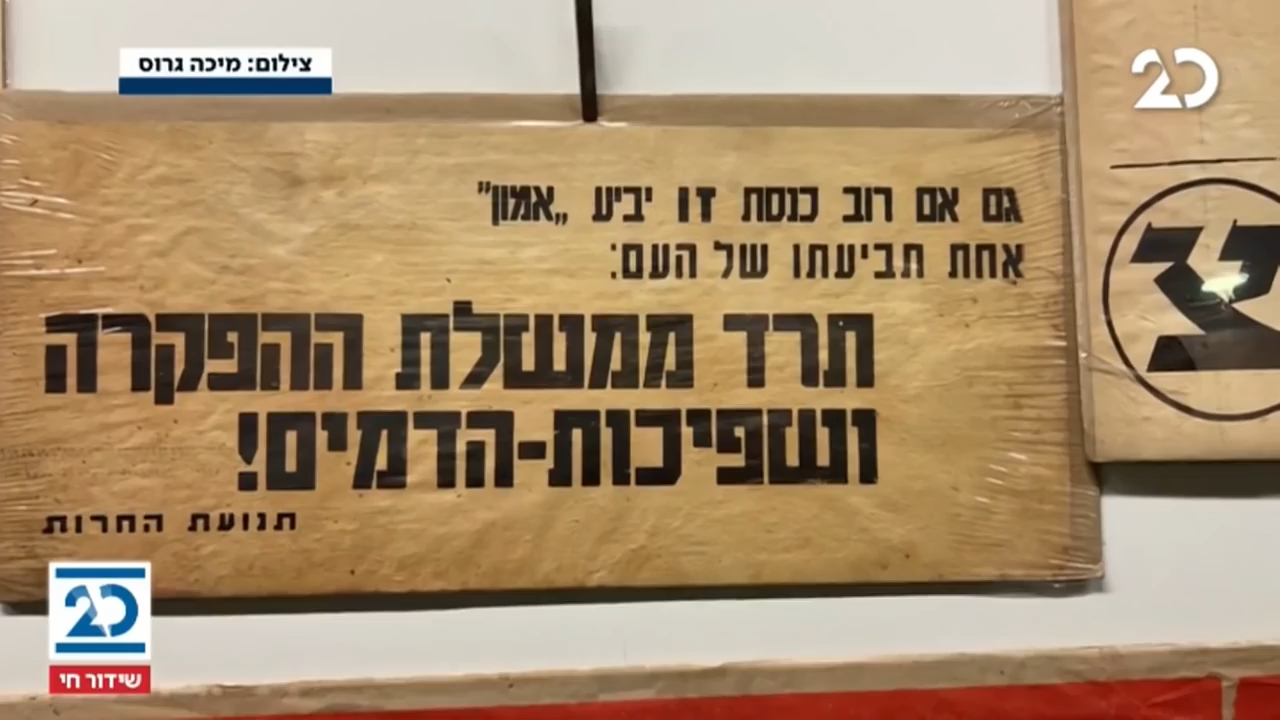 צילום: מיכה גרוס
20
גם אם רוב כנסת זו יביע „אמון”
אחת תביעתו של העם:
תרד ממשלת ההפקרה
ושפיכות-הדמים!
תנועת החרות
צ
20
שידור חי